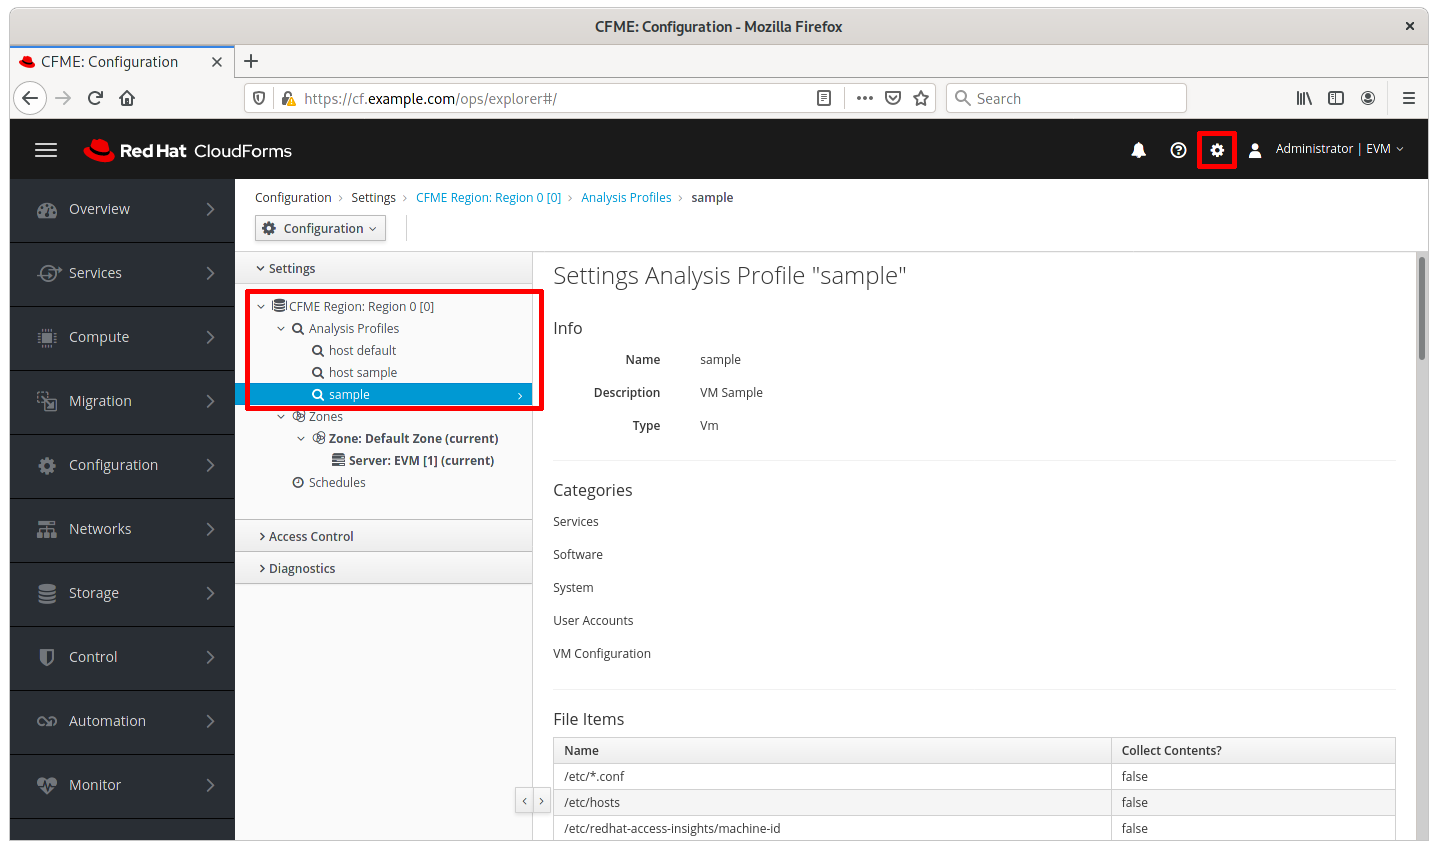 CFME: Configuration - Mozilla Firefox
CFME: Configuration
https://cf.example.com/ops/explorer#/
Search
Red Hat CloudForms
Administrator | EVM
Overview
Services
Compute
Migration
Configuration
Networks
Storage
Control
Automation
Monitor
Configuration > Settings > CFME Region: Region 0 [0] > Analysis Profiles > sample
Configuration
Settings
CFME Region: Region 0 [0]
Analysis Profiles
host default
host sample
sample
Zones
Zone: Default Zone (current)
Server: EVM [1] (current)
Schedules
Access Control
Diagnostics
Settings Analysis Profile "sample"
Info
Name sample
Description VM Sample
Type Vm
Categories
Services
Software
System
User Accounts
VM Configuration
File Items
Name Collect Contents?
/etc/*.conf false
/etc/hosts false
/etc/redhat-access-insights/machine-id false